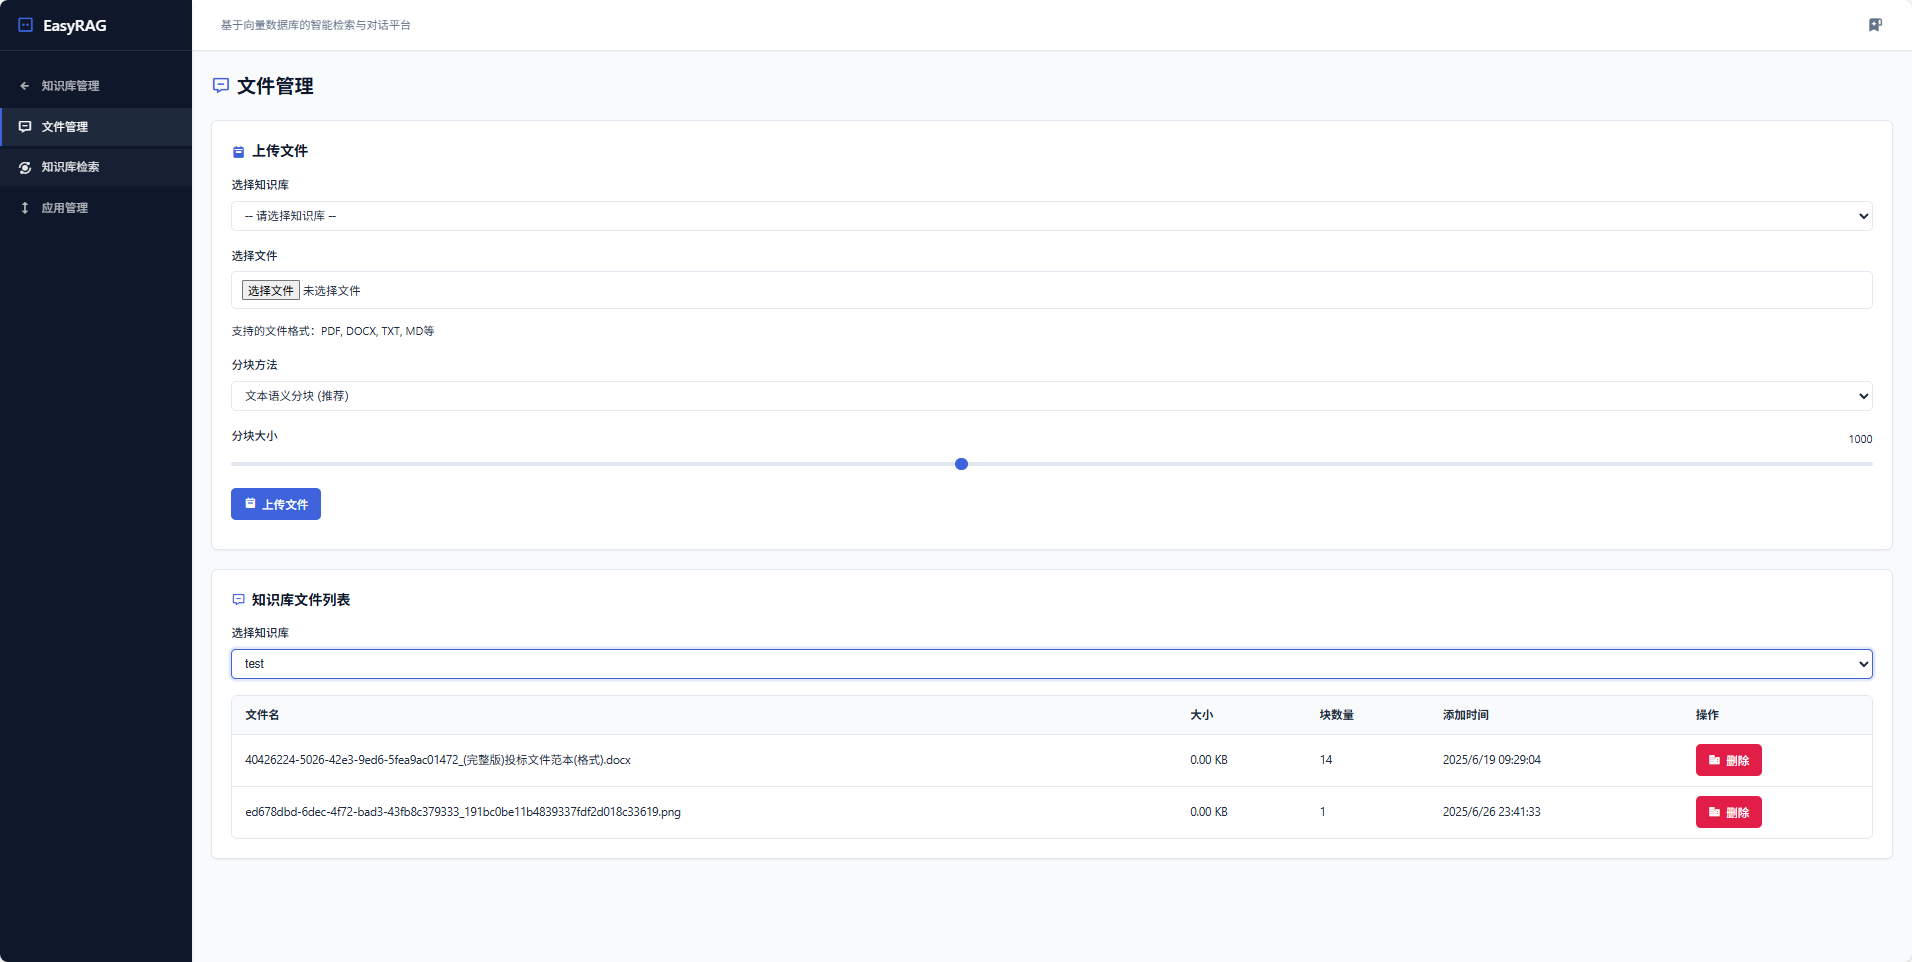 EasyRAG
基于向量数据库的智能检索与对话平台
知识库管理
文件管理
知识库检索
应用管理
文件管理
上传文件
选择知识库
-- 请选择知识库 --
选择文件
选择文件 未选择文件
支持的文件格式：PDF, DOCX, TXT, MD等
分块方法
文本语义分块 (推荐)
分块大小
1000
上传文件
知识库文件列表
选择知识库
test
文件名 大小 块数量 添加时间 操作
40426224-5026-42e3-9ed6-5fea9ac01472_(完整版)投标文件范本(格式).docx 0.00 KB 14 2025/6/19 09:29:04 删除
ed678dbd-6dec-4f72-bad3-43fb8c379333_191bc0be11b4839337fdf2d018c33619.png 0.00 KB 1 2025/6/26 23:41:33 删除